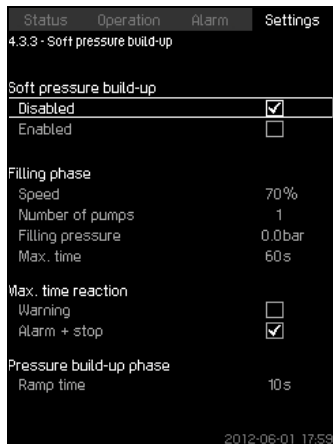 Status Operation Alarm Settings
4.3.3 - Soft pressure build-up
Soft pressure build-up
Disabled
Enabled
Filling phase
Speed 70%
Number of pumps 1
Filling pressure 0.0bar
Max. time 60s
Max. time reaction
Warning
Alarm + stop
Pressure build-up phase
Ramp time 10s
2012-06-01 17:59